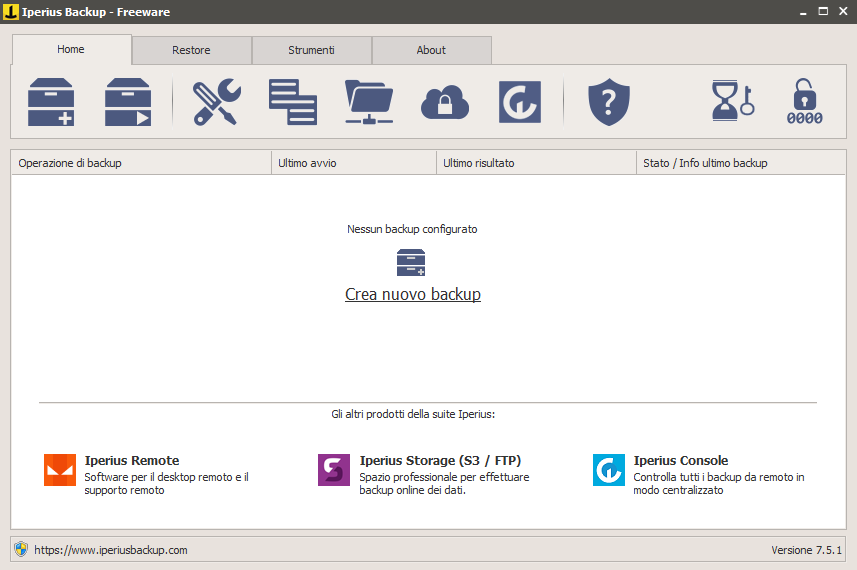 Iperius Backup - Freeware
Home
Restore
Strumenti
About
0000
Operazione di backup
Ultimo avvio
Ultimo risultato
Stato / Info ultimo backup
Nessun backup configurato
Crea nuovo backup
Gli altri prodotti della suite Iperius:
Iperius Remote
Software per il desktop remoto e il
supporto remoto
Iperius Storage (S3 / FTP)
Spazio professionale per effettuare
backup online dei dati.
Iperius Console
Controlla tutti i backup da remoto in
modo centralizzato
https://www.iperiusbackup.com
Versione 7.5.1